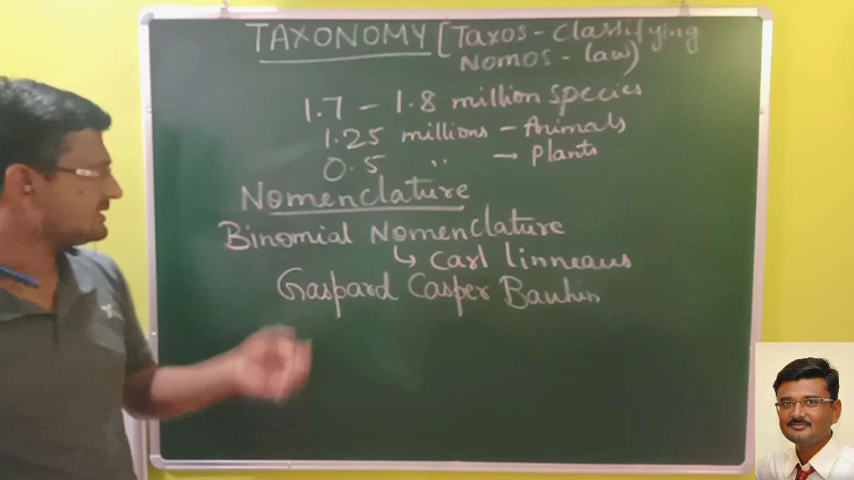 TAXONOMY [Taxos - Classifying
Nomos - law)
1.7 - 1.8 million species
1.25 millions - Animals
0.5 " - Plants
Nomenclature
Binomial Nomenclature
↳ Carl linneaus
Gaspard Casper Bauhin